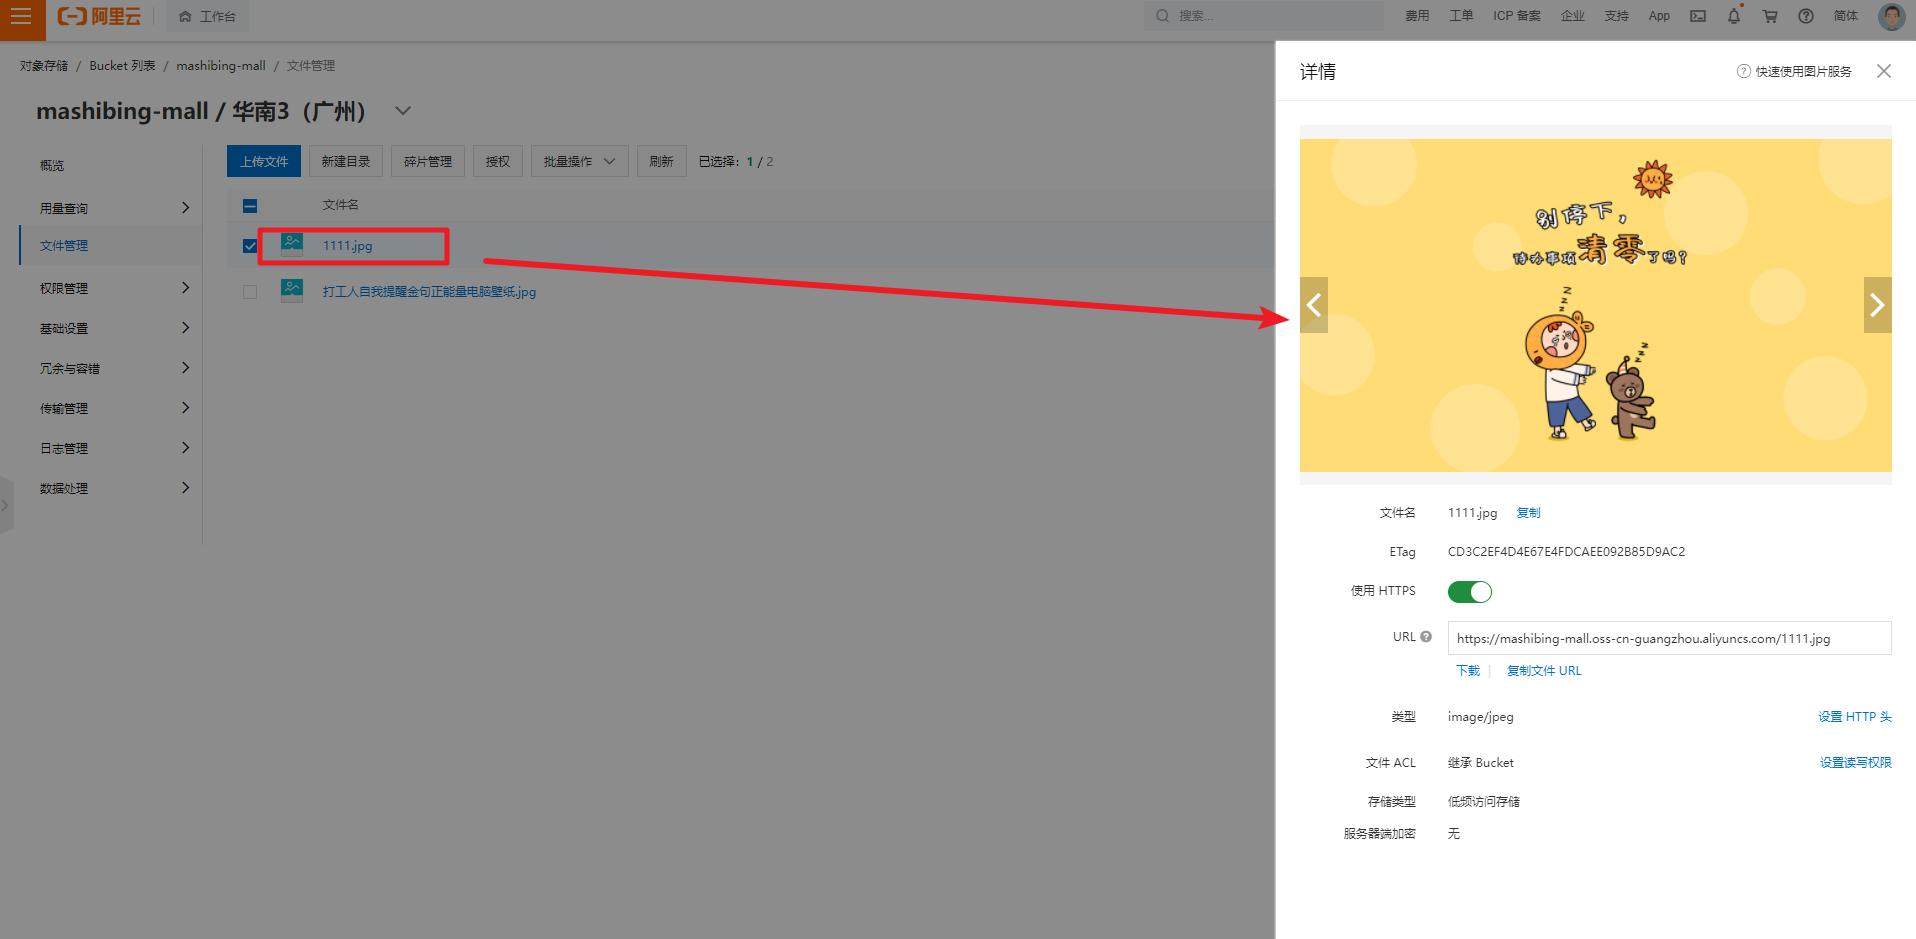 阿里云
工作台
搜索...
费用
工单
ICP 备案
企业
支持
App
简体
对象存储 / Bucket 列表 / mashibing-mall / 文件管理
mashibing-mall / 华南3（广州）
概览
用量查询
文件管理
权限管理
基础设置
冗余与容错
传输管理
日志管理
数据处理
上传文件
新建目录
碎片管理
授权
批量操作
刷新
已选择：1 / 2
文件名
1111.jpg
打工人自我提醒金句正能量电脑壁纸.jpg
详情
快速使用图片服务
别停下，
待办事项清零了吗？
z
z
z
z
z
z
文件名 1111.jpg 复制
ETag CD3C2EF4D4E67E4FDCAEE092B85D9AC2
使用 HTTPS
URL https://mashibing-mall.oss-cn-guangzhou.aliyuncs.com/1111.jpg
下载 | 复制文件 URL
类型 image/jpeg 设置 HTTP 头
文件 ACL 继承 Bucket 设置读写权限
存储类型 低频访问存储
服务器端加密 无